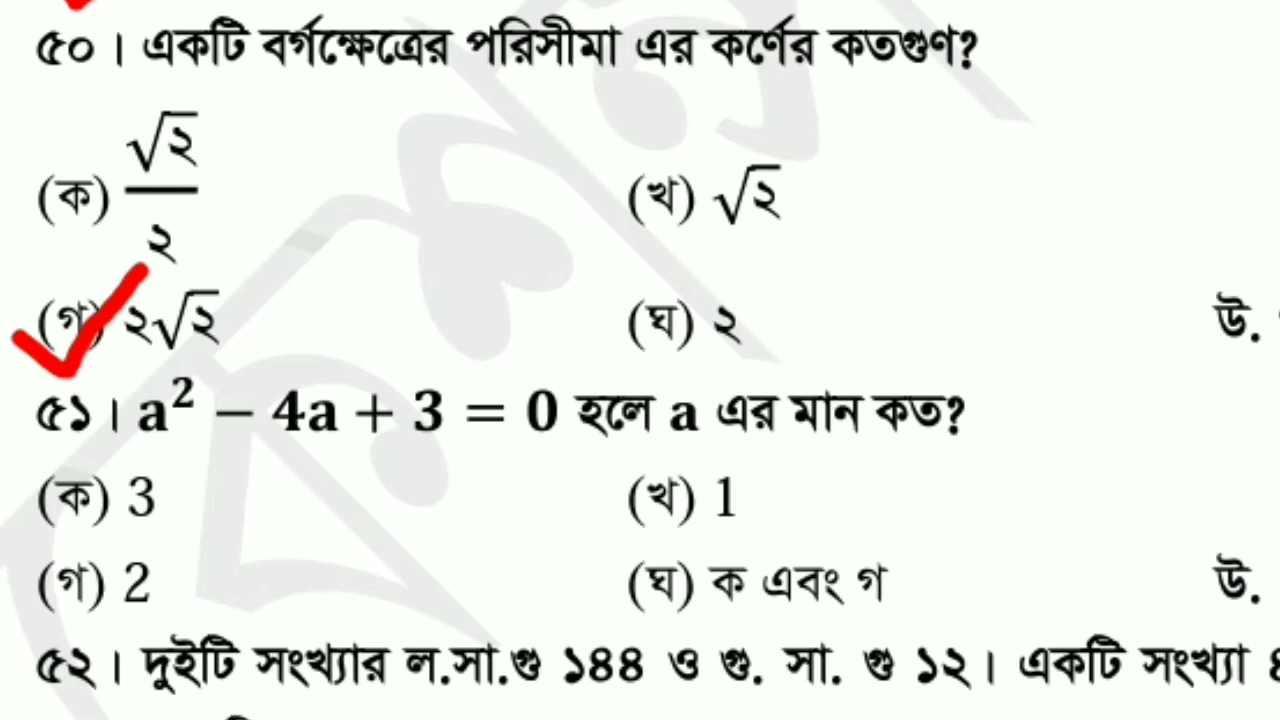 ৫০। একটি বর্গক্ষেত্রের পরিসীমা এর কর্ণের কতগুণ?
(ক) √২/২ (খ) √২
(গ) ২√২ (ঘ) ২ উ.
৫১। a² − 4a + 3 = 0 হলে a এর মান কত?
(ক) 3 (খ) 1
(গ) 2 (ঘ) ক এবং গ উ.
৫২। দুইটি সংখ্যার ল.সা.গু ১৪৪ ও গু. সা. গু ১২। একটি সংখ্যা